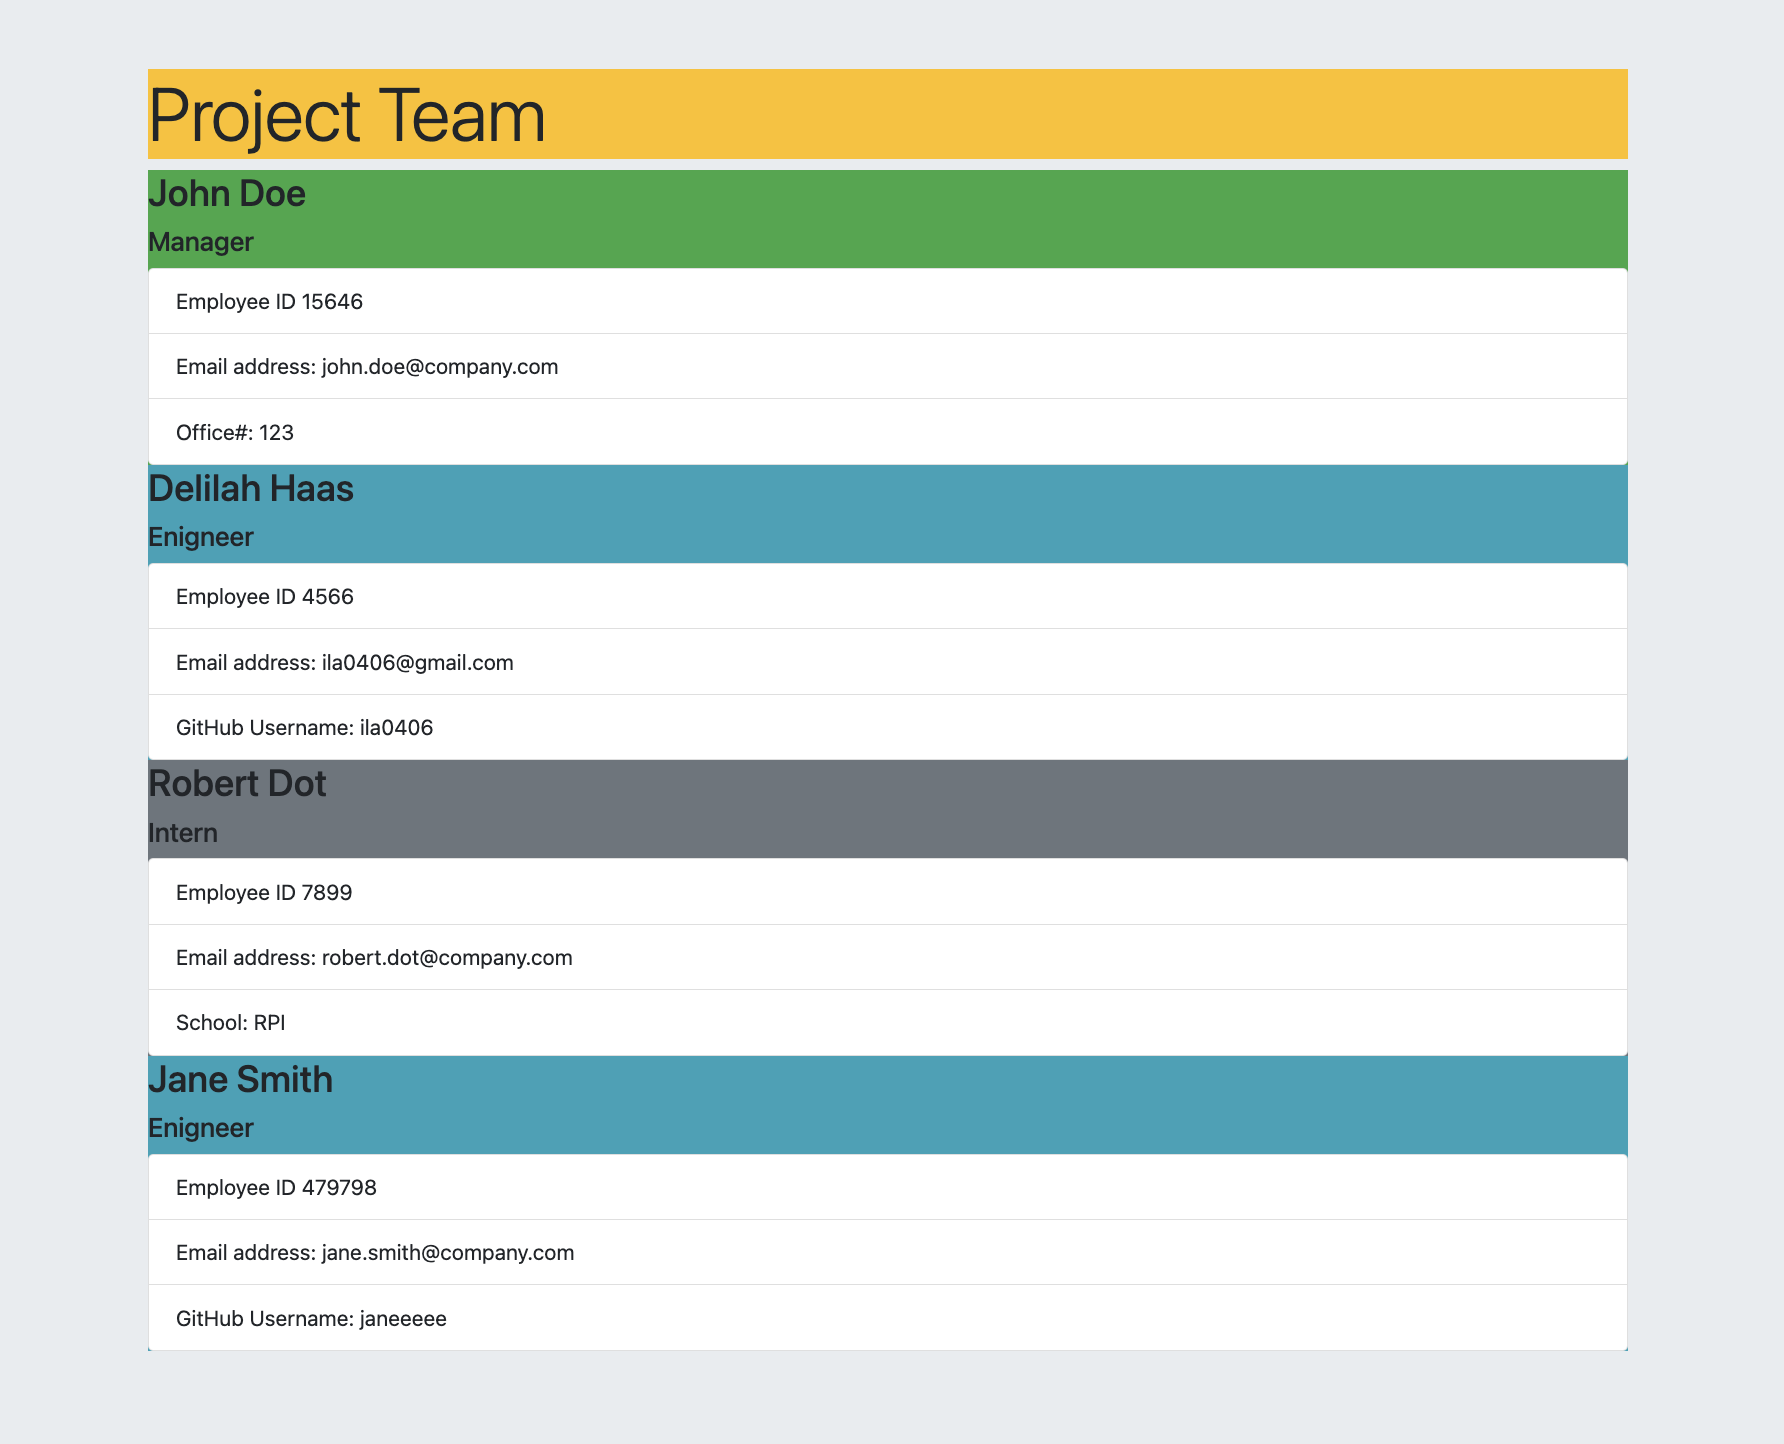 Project Team
John Doe
Manager
Employee ID 15646
Email address: john.doe@company.com
Office#: 123
Delilah Haas
Enigneer
Employee ID 4566
Email address: ila0406@gmail.com
GitHub Username: ila0406
Robert Dot
Intern
Employee ID 7899
Email address: robert.dot@company.com
School: RPI
Jane Smith
Enigneer
Employee ID 479798
Email address: jane.smith@company.com
GitHub Username: janeeeee